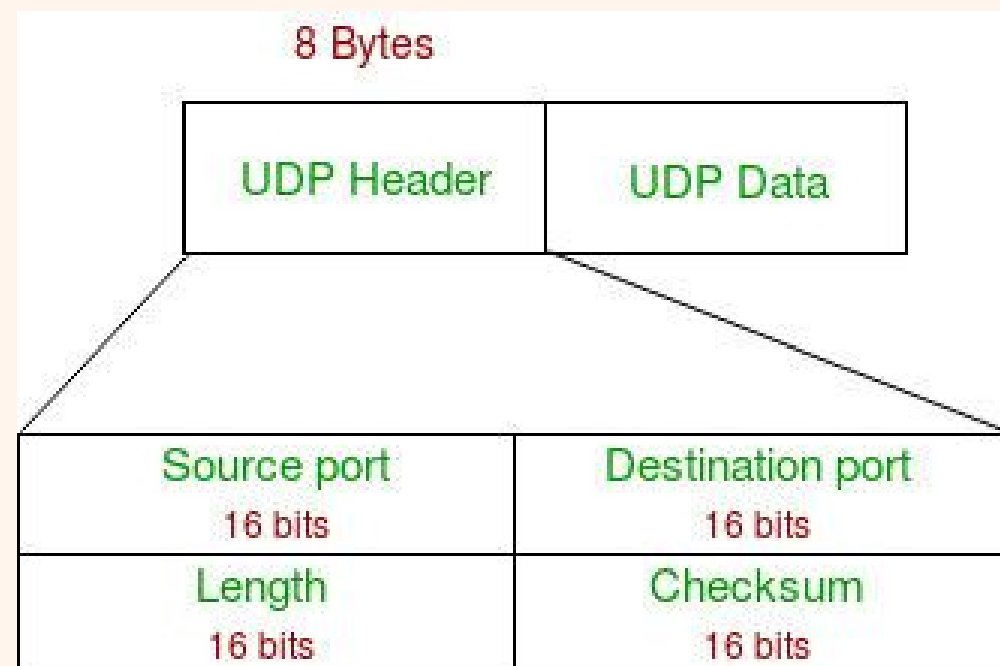 8 Bytes
UDP Header
UDP Data
Source port
16 bits
Destination port
16 bits
Length
16 bits
Checksum
16 bits